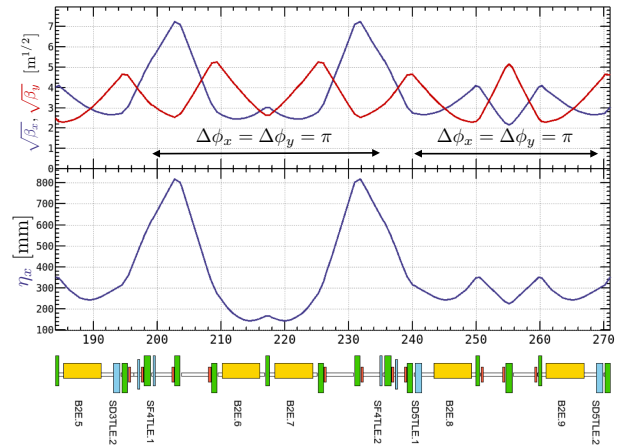 √βx, √βy [m^1/2]
7
6
5
4
3
2
1
0
Δϕx = Δϕy = π
Δϕx = Δϕy = π
ηx [mm]
800
700
600
500
400
300
200
100
190 200 210 220 230 240 250 260 270
B2E.5
SD3TLE.2
SF4TLE.1
B2E.6
B2E.7
SF4TLE.2
SD5TLE.1
B2E.8
B2E.9
SD5TLE.2